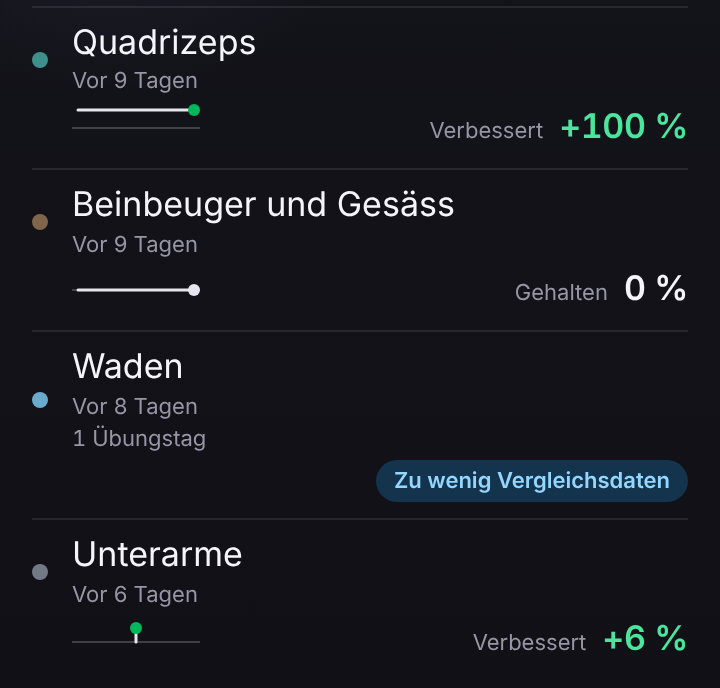 Quadrizeps
Vor 9 Tagen
Verbessert +100 %
Beinbeuger und Gesäss
Vor 9 Tagen
Gehalten 0 %
Waden
Vor 8 Tagen
1 Übungstag
Zu wenig Vergleichsdaten
Unterarme
Vor 6 Tagen
Verbessert +6 %